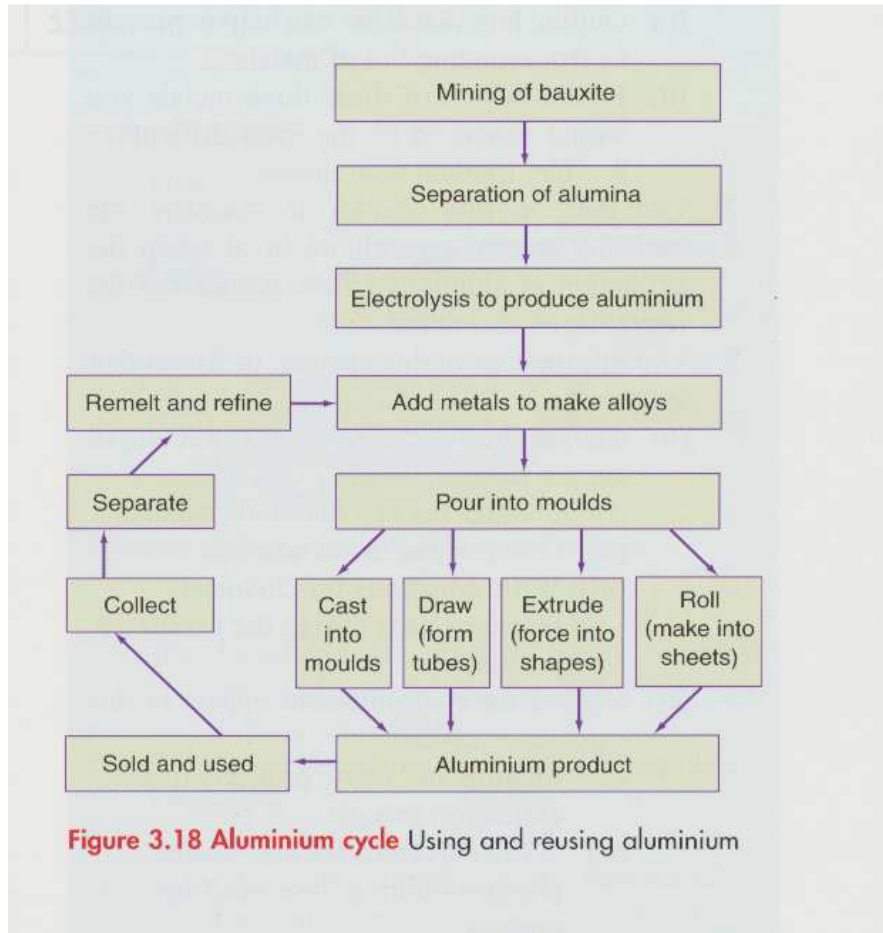 Mining of bauxite
Separation of alumina
Electrolysis to produce aluminium
Remelt and refine
Add metals to make alloys
Separate
Pour into moulds
Collect
Cast
into
moulds
Draw
(form
tubes)
Extrude
(force into
shapes)
Roll
(make into
sheets)
Sold and used
Aluminium product
Figure 3.18 Aluminium cycle Using and reusing aluminium